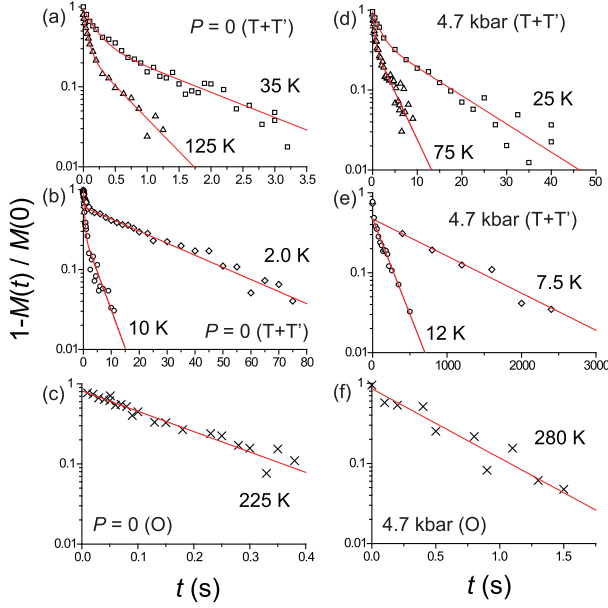 1-M(t) / M(0)
(a)
P = 0 (T+T')
1
0.1
0.01
35 K
125 K
0.0 0.5 1.0 1.5 2.0 2.5 3.0 3.5
(d)
4.7 kbar (T+T')
1
0.1
0.01
25 K
75 K
0 10 20 30 40 50
(b)
1
0.1
0.01
2.0 K
10 K
P = 0 (T+T')
0 10 20 30 40 50 60 70 80
(e)
4.7 kbar (T+T')
1
0.1
0.01
7.5 K
12 K
0 1000 2000 3000
(c)
1
0.1
0.01
225 K
P = 0 (O)
0.0 0.1 0.2 0.3 0.4
t (s)
(f)
1
0.1
0.01
280 K
4.7 kbar (O)
0.0 0.5 1.0 1.5
t (s)